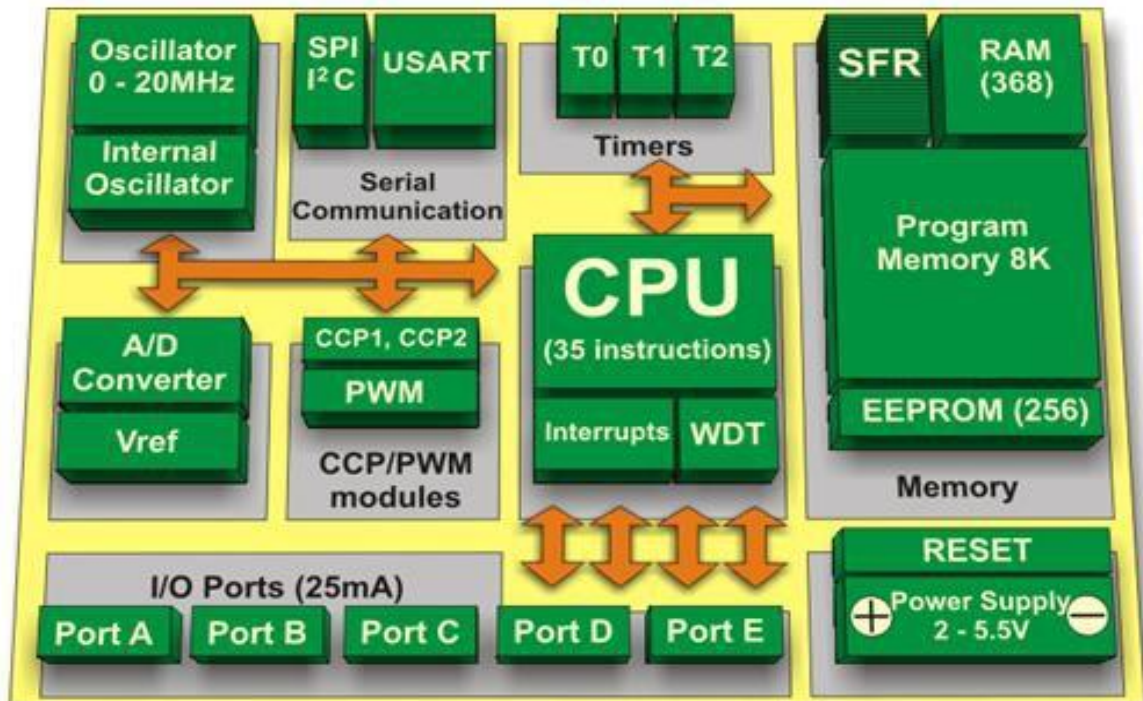 Oscillator
0 - 20MHz
Internal
Oscillator
SPI
I²C
USART
Serial
Communication
T0
T1
T2
Timers
SFR
RAM
(368)
Program
Memory 8K
EEPROM (256)
Memory
A/D
Converter
Vref
CCP1, CCP2
PWM
CCP/PWM
modules
CPU
(35 instructions)
Interrupts
WDT
I/O Ports (25mA)
Port A
Port B
Port C
Port D
Port E
RESET
+
Power Supply
2 - 5.5V
−